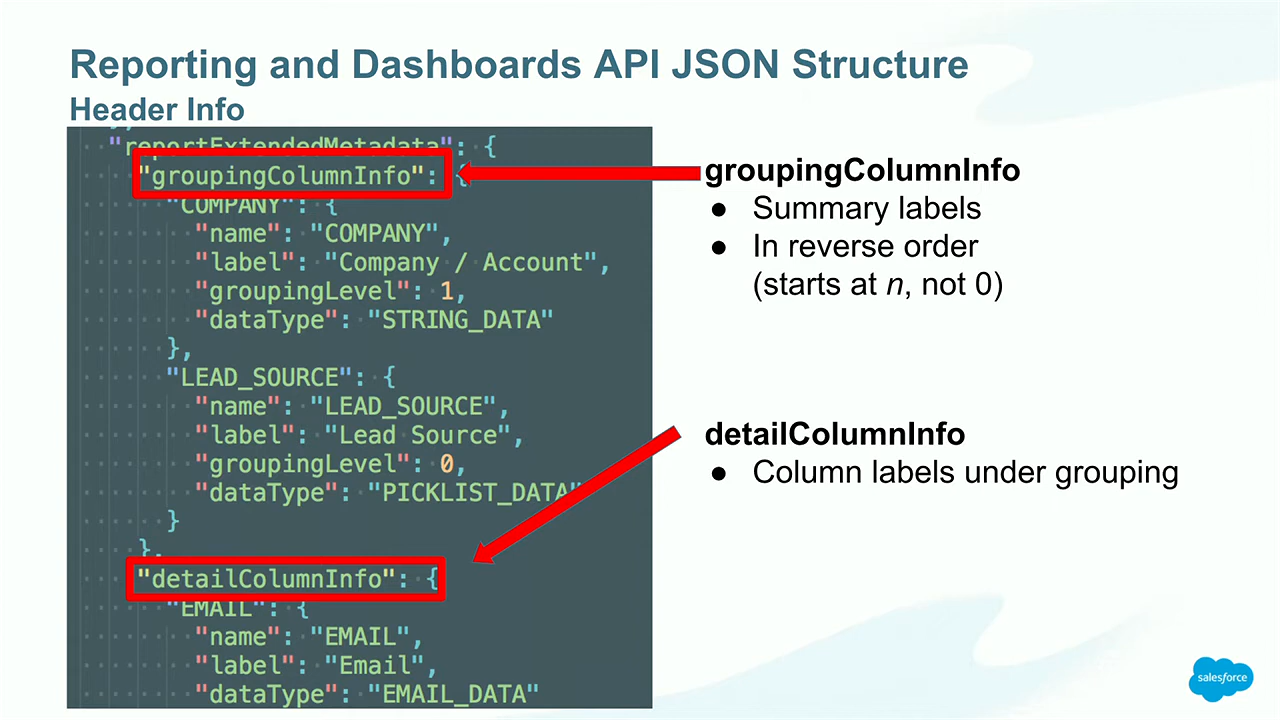 Reporting and Dashboards API JSON Structure
Header Info
},
"reportExtendedMetadata": {
"groupingColumnInfo": {
"COMPANY": {
"name": "COMPANY",
"label": "Company / Account",
"groupingLevel": 1,
"dataType": "STRING_DATA"
},
"LEAD_SOURCE": {
"name": "LEAD_SOURCE",
"label": "Lead Source",
"groupingLevel": 0,
"dataType": "PICKLIST_DATA"
}
},
"detailColumnInfo": {
"EMAIL": {
"name": "EMAIL",
"label": "Email",
"dataType": "EMAIL_DATA"
groupingColumnInfo
● Summary labels
● In reverse order
(starts at n, not 0)
detailColumnInfo
● Column labels under grouping
salesforce